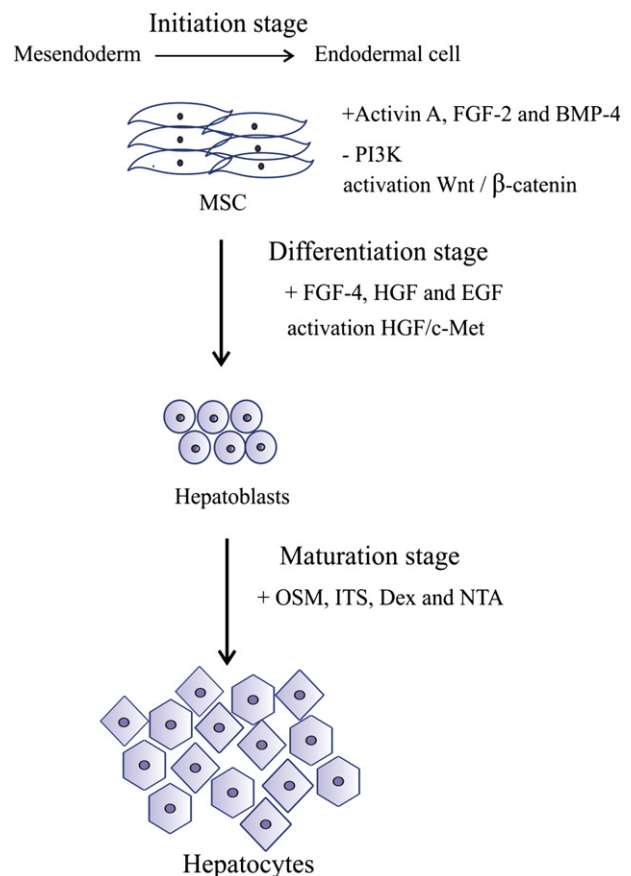 Initiation stage
Mesendoderm
Endodermal cell
+Activin A, FGF-2 and BMP-4
- PI3K
activation Wnt / β-catenin
MSC
Differentiation stage
+ FGF-4, HGF and EGF
activation HGF/c-Met
Hepatoblasts
Maturation stage
+ OSM, ITS, Dex and NTA
Hepatocytes